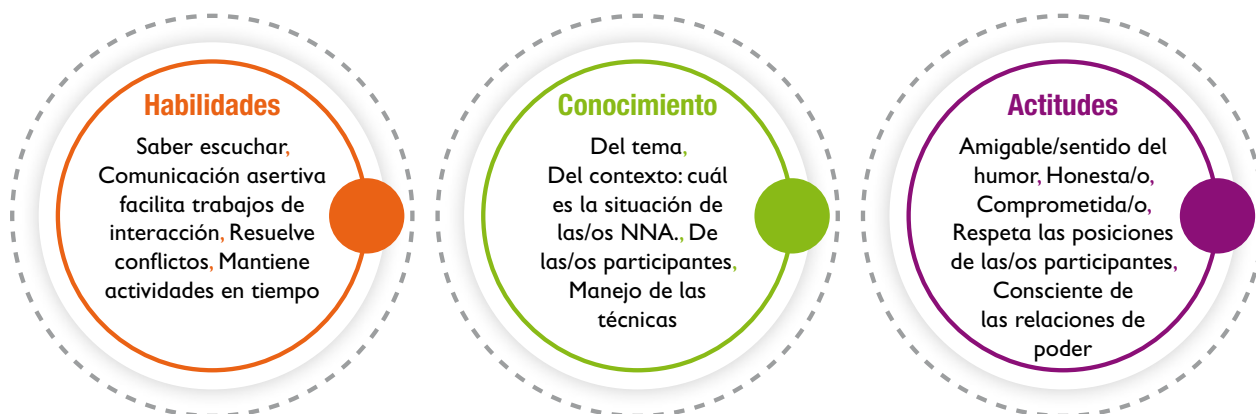 Habilidades
Saber escuchar,
Comunicación asertiva
facilita trabajos de
interacción, Resuelve
conflictos, Mantiene
actividades en tiempo
Conocimiento
Del tema,
Del contexto: cuál
es la situación de
las/os NNA., De
las/os participantes,
Manejo de las
técnicas
Actitudes
Amigable/sentido del
humor, Honesta/o,
Comprometida/o,
Respeta las posiciones
de las/os participantes,
Consciente de
las relaciones de
poder